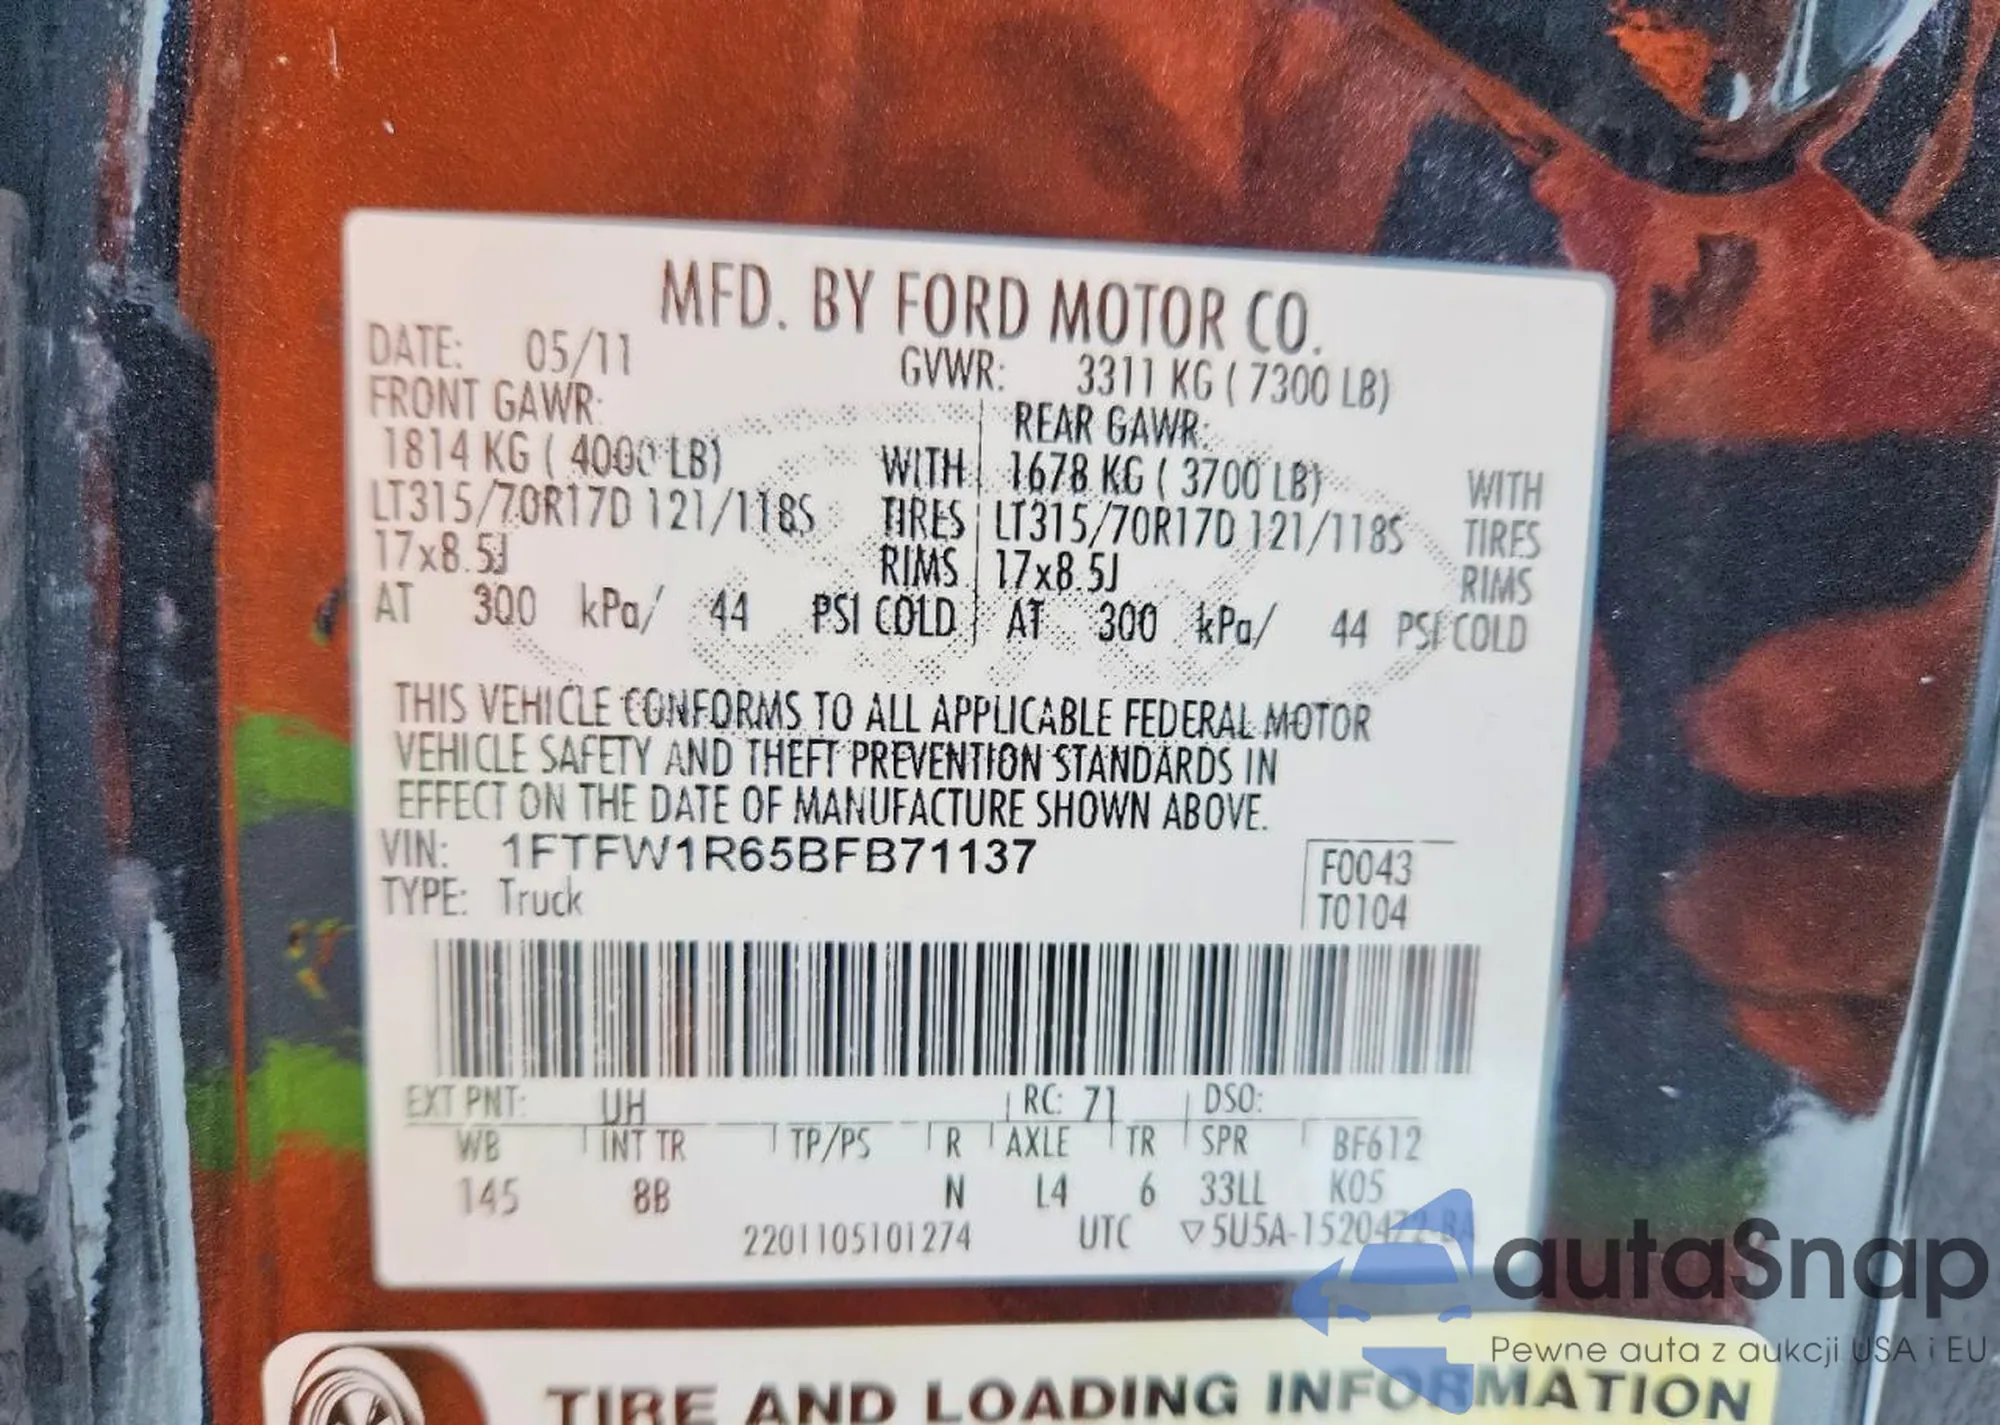 MFD. BY FORD MOTOR CO.
DATE: 05/11 GVWR: 3311 KG ( 7300 LB)
FRONT GAWR: REAR GAWR:
1814 KG ( 4000 LB) WITH 1678 KG ( 3700 LB) WITH
LT315/70R17D 121/118S TIRES LT315/70R17D 121/118S TIRES
17x8.5J RIMS 17x8.5J RIMS
AT 300 kPa/ 44 PSI COLD AT 300 kPa/ 44 PSI COLD
THIS VEHICLE CONFORMS TO ALL APPLICABLE FEDERAL MOTOR
VEHICLE SAFETY AND THEFT PREVENTION STANDARDS IN
EFFECT ON THE DATE OF MANUFACTURE SHOWN ABOVE.
VIN: 1FTFW1R65BFB71137 F0043
TYPE: Truck T0104
EXT PNT: UH RC: 71 DSO:
WB INT TR TP/PS R AXLE TR SPR BF612
145 8B N L4 6 33LL K05
2201105101274 UTC ▽5U5A-1520472-BA
autaSnap
Pewne auta z aukcji USA i EU
TIRE AND LOADING INFORMATION